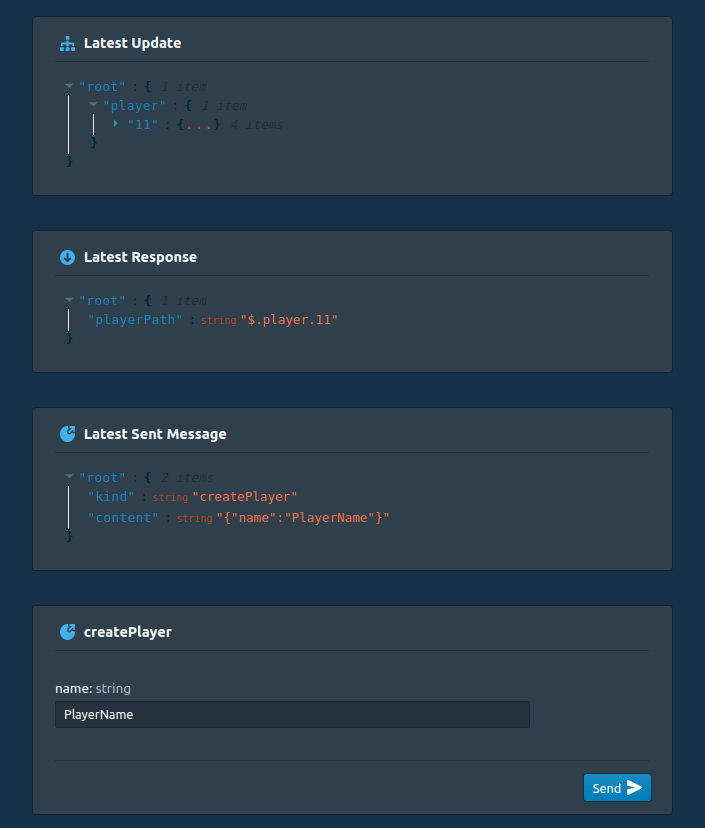 Latest Update
"root" : { 1 item
"player" : { 1 item
"11" : {...} 4 items
}
}
Latest Response
"root" : { 1 item
"playerPath" : string "$.player.11"
}
Latest Sent Message
"root" : { 2 items
"kind" : string "createPlayer"
"content" : string "{"name":"PlayerName"}"
}
createPlayer
name: string
PlayerName
Send